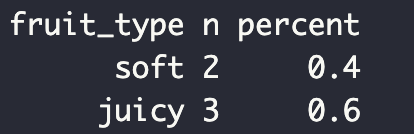 fruit_type n percent
soft 2 0.4
juicy 3 0.6